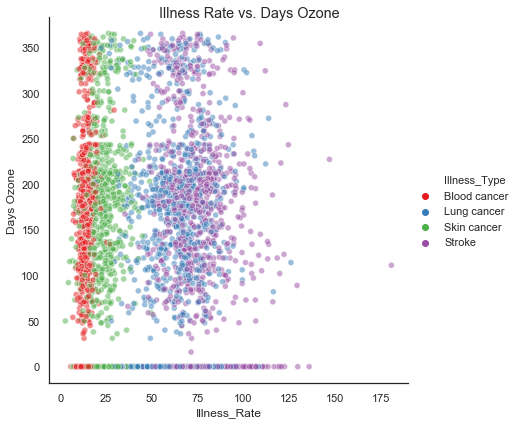 Illness Rate vs. Days Ozone
350
300
250
200
150
100
50
0
Days Ozone
0 25 50 75 100 125 150 175
Illness_Rate
Illness_Type
Blood cancer
Lung cancer
Skin cancer
Stroke